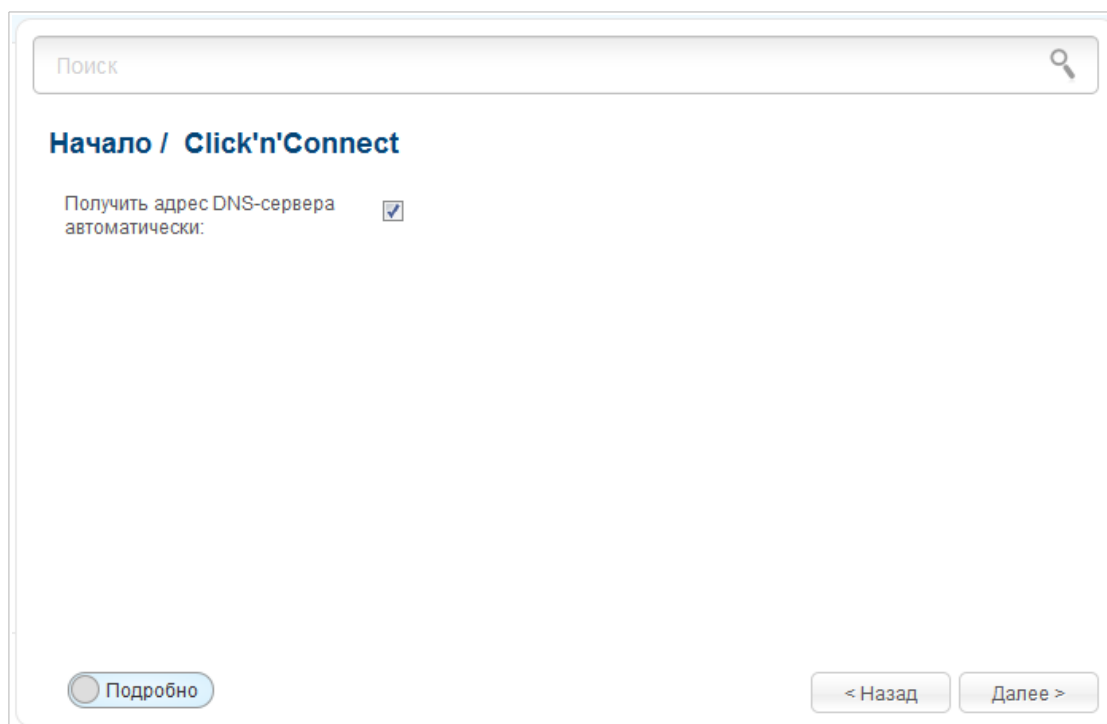 Поиск
Начало / Click'n'Connect
Получить адрес DNS-сервера
автоматически:
Подробно
< Назад
Далее >